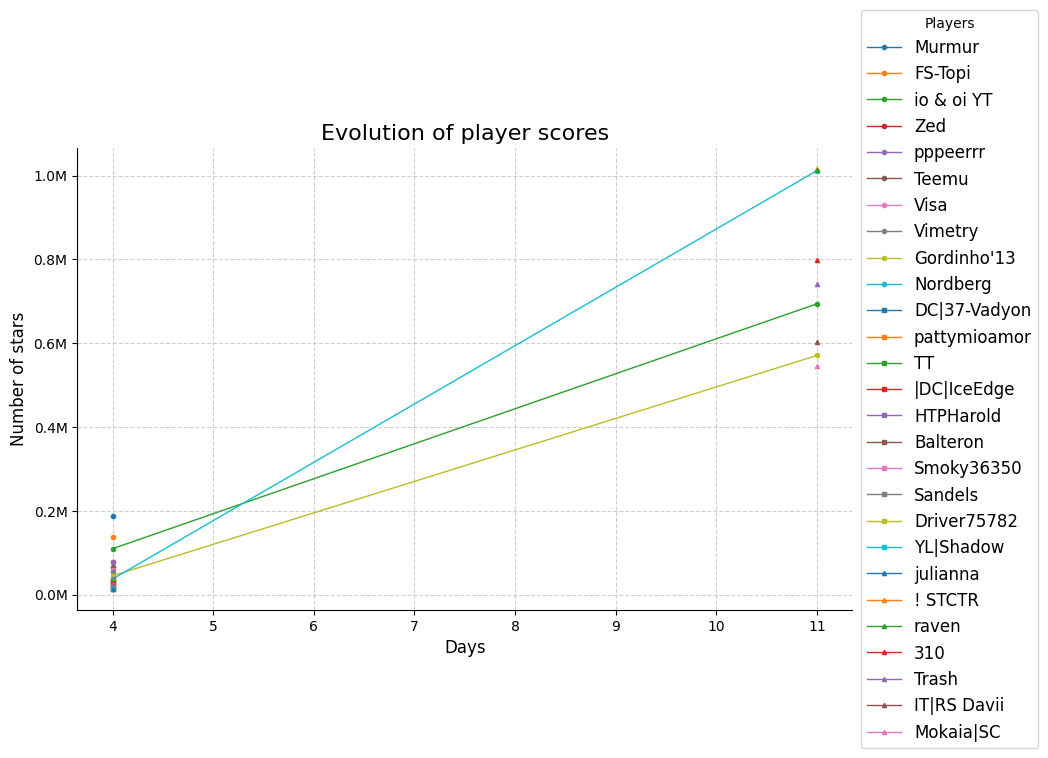 Evolution of player scores
Number of stars
1.0M
0.8M
0.6M
0.4M
0.2M
0.0M
4 5 6 7 8 9 10 11
Days
Players
Murmur
FS-Topi
io & oi YT
Zed
pppeerrr
Teemu
Visa
Vimetry
Gordinho'13
Nordberg
DC|37-Vadyon
pattymioamor
TT
|DC|IceEdge
HTPHarold
Balteron
Smoky36350
Sandels
Driver75782
YL|Shadow
julianna
! STCTR
raven
310
Trash
IT|RS Davii
Mokaia|SC